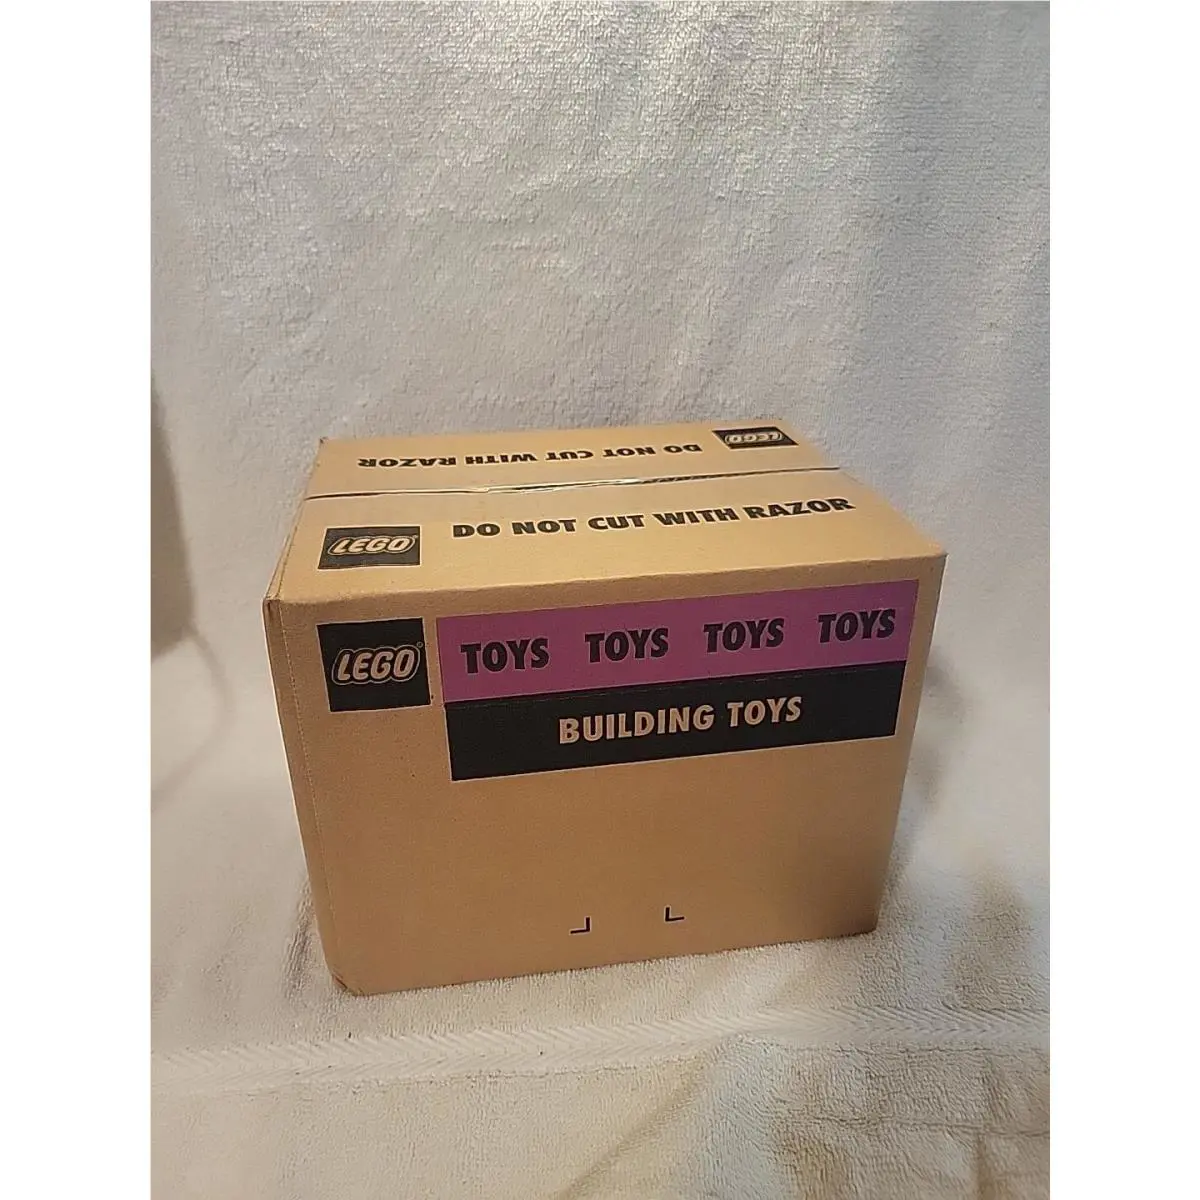 LEGO
DO NOT CUT WITH RAZOR
LEGO
DO NOT CUT WITH RAZOR
LEGO®
TOYS TOYS TOYS TOYS
BUILDING TOYS